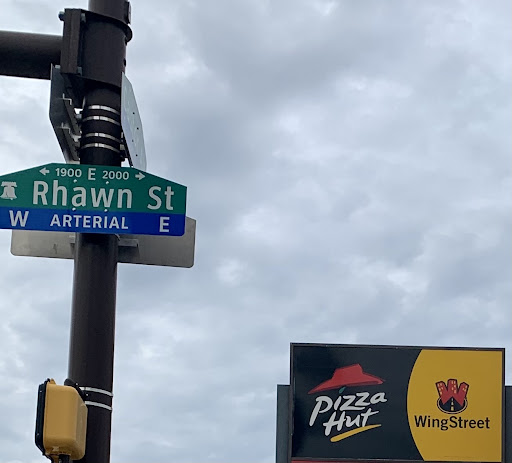 ← 1900 E 2000 →
Rhawn St
W ARTERIAL E
Pizza
Hut
WingStreet